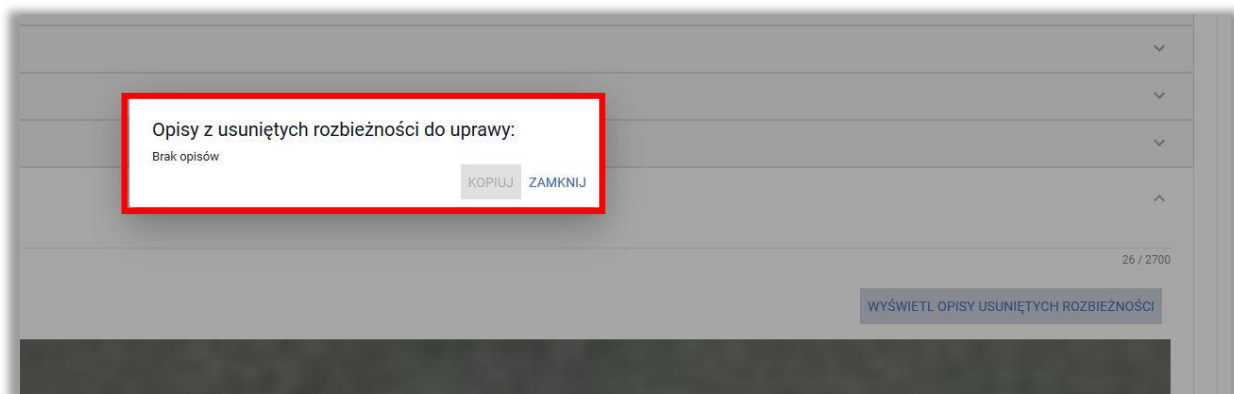 Opisy z usuniętych rozbieżności do uprawy:
Brak opisów
KOPIUJ ZAMKNIJ
26 / 2700
WYŚWIETL OPISY USUNIĘTYCH ROZBIEŻNOŚCI